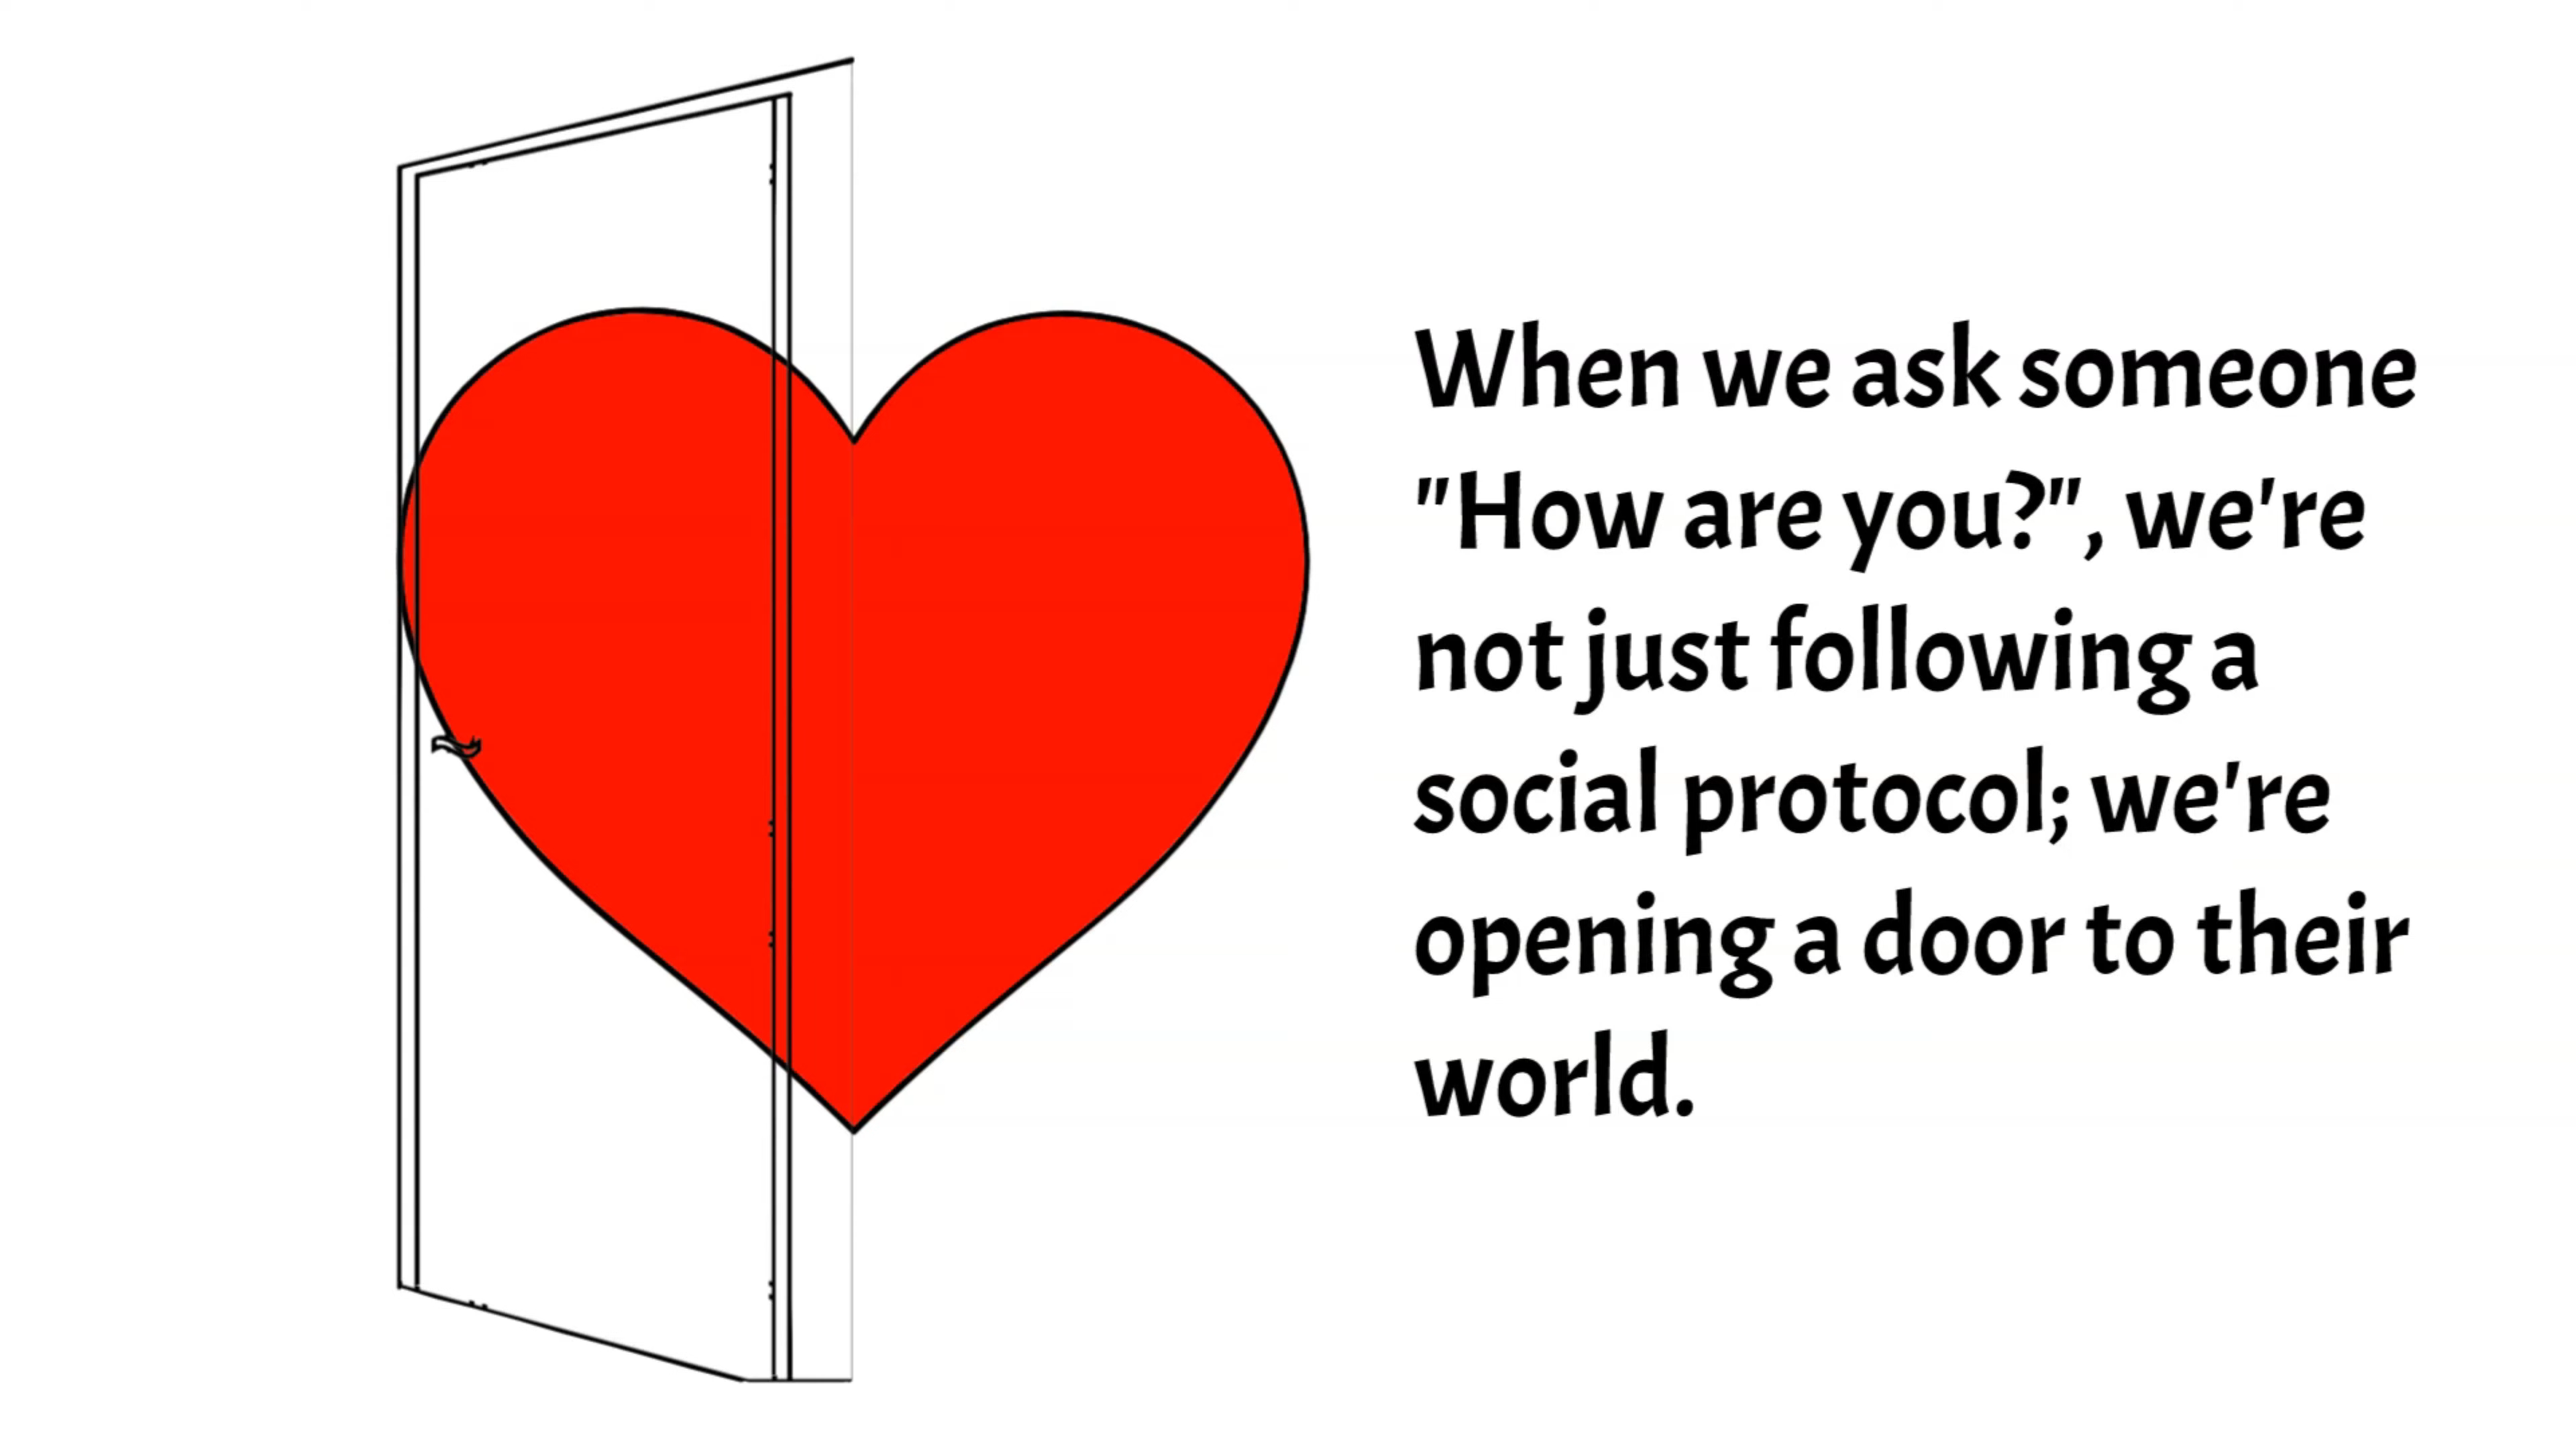 When we ask someone
"How are you?", we're
not just following a
social protocol; we're
opening a door to their
world.